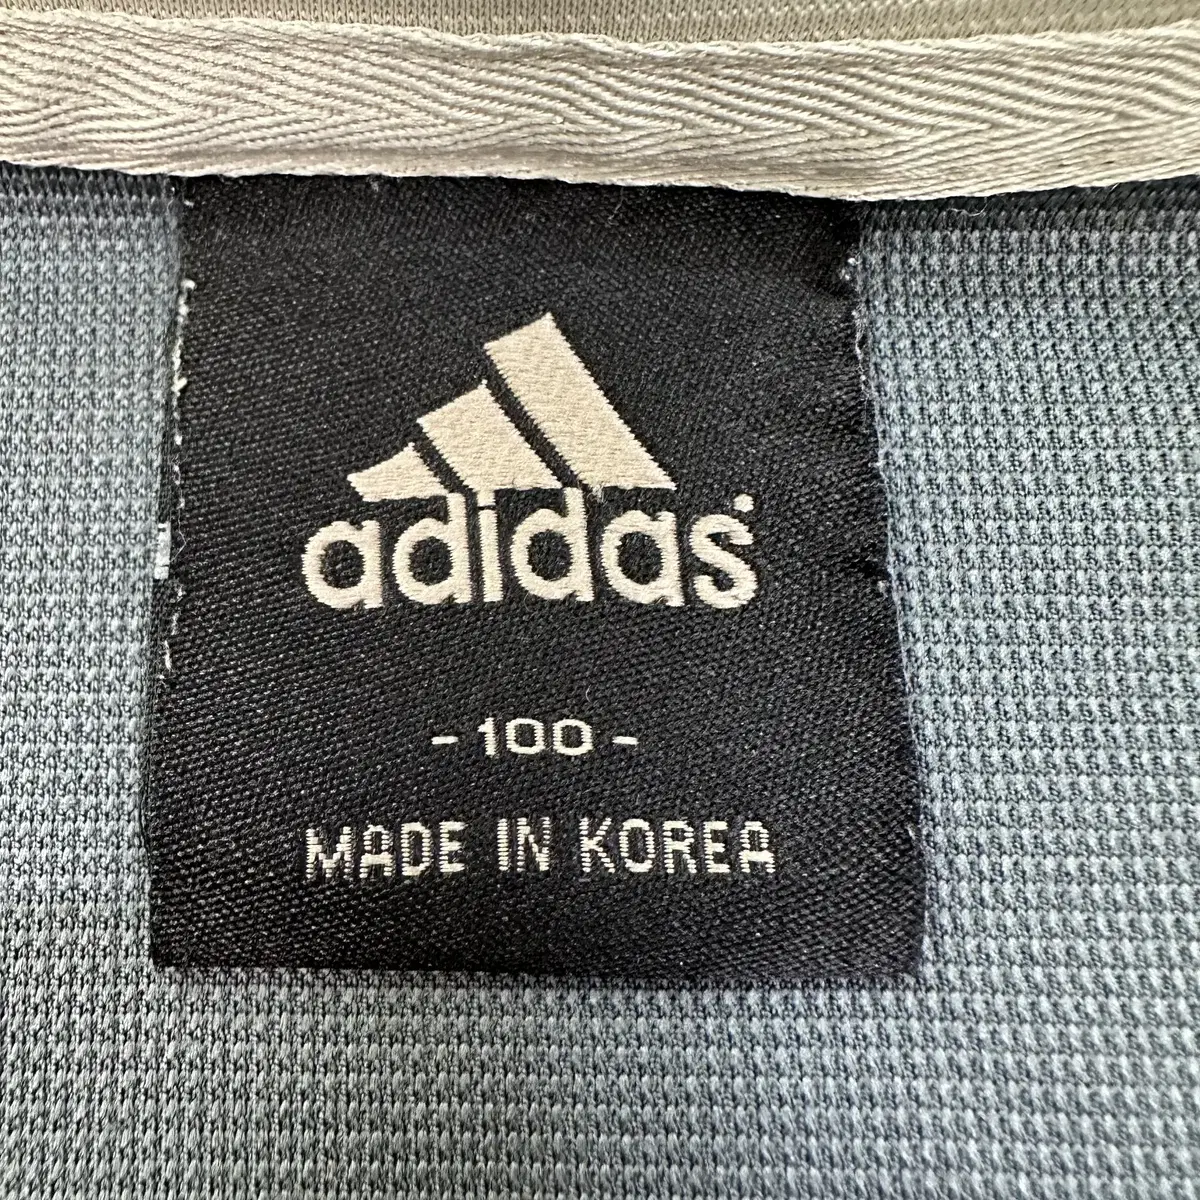 adidas
- 100 -
MADE IN KOREA